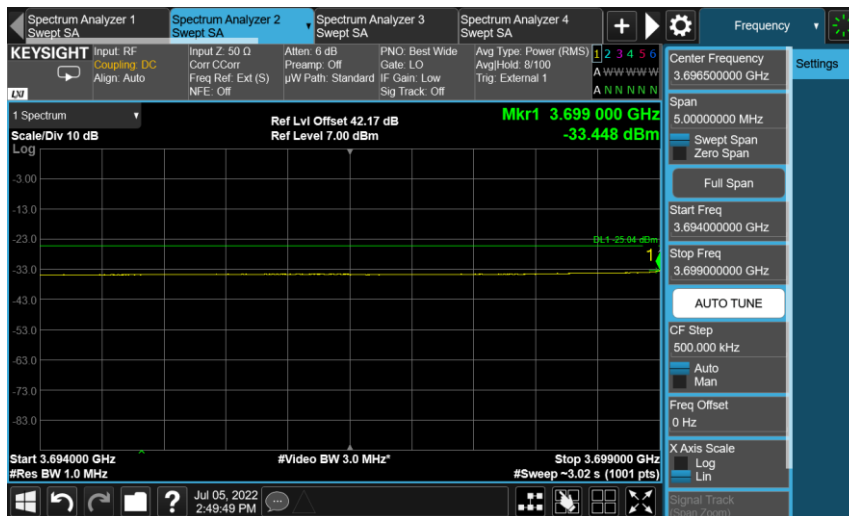 Spectrum Analyzer 1
Swept SA
Spectrum Analyzer 2
Swept SA
Spectrum Analyzer 3
Swept SA
Spectrum Analyzer 4
Swept SA
+
Frequency
KEYSIGHT
LXI
Input: RF
Coupling: DC
Align: Auto
Input Z: 50 Ω
Corr CCorr
Freq Ref: Ext (S)
NFE: Off
Atten: 6 dB
Preamp: Off
µW Path: Standard
PNO: Best Wide
Gate: LO
IF Gain: Low
Sig Track: Off
Avg Type: Power (RMS)
Avg|Hold: 8/100
Trig: External 1
1 2 3 4 5 6
A W W W W W
A N N N N N
1 Spectrum
Scale/Div 10 dB
Log
Ref Lvl Offset 42.17 dB
Ref Level 7.00 dBm
Mkr1 3.699 000 GHz
-33.448 dBm
-3.00
-13.0
-23.0
-33.0
-43.0
-53.0
-63.0
-73.0
-83.0
DL1 -25.04 dBm
1
Start 3.694000 GHz
#Res BW 1.0 MHz
#Video BW 3.0 MHz*
Stop 3.699000 GHz
#Sweep ~3.02 s (1001 pts)
Center Frequency
3.696500000 GHz
Span
5.00000000 MHz
Swept Span
Zero Span
Full Span
Start Freq
3.694000000 GHz
Stop Freq
3.699000000 GHz
AUTO TUNE
CF Step
500.000 kHz
Auto
Man
Freq Offset
0 Hz
X Axis Scale
Log
Lin
Signal Track
(Span Zoom)
Settings
?
Jul 05, 2022
2:49:49 PM